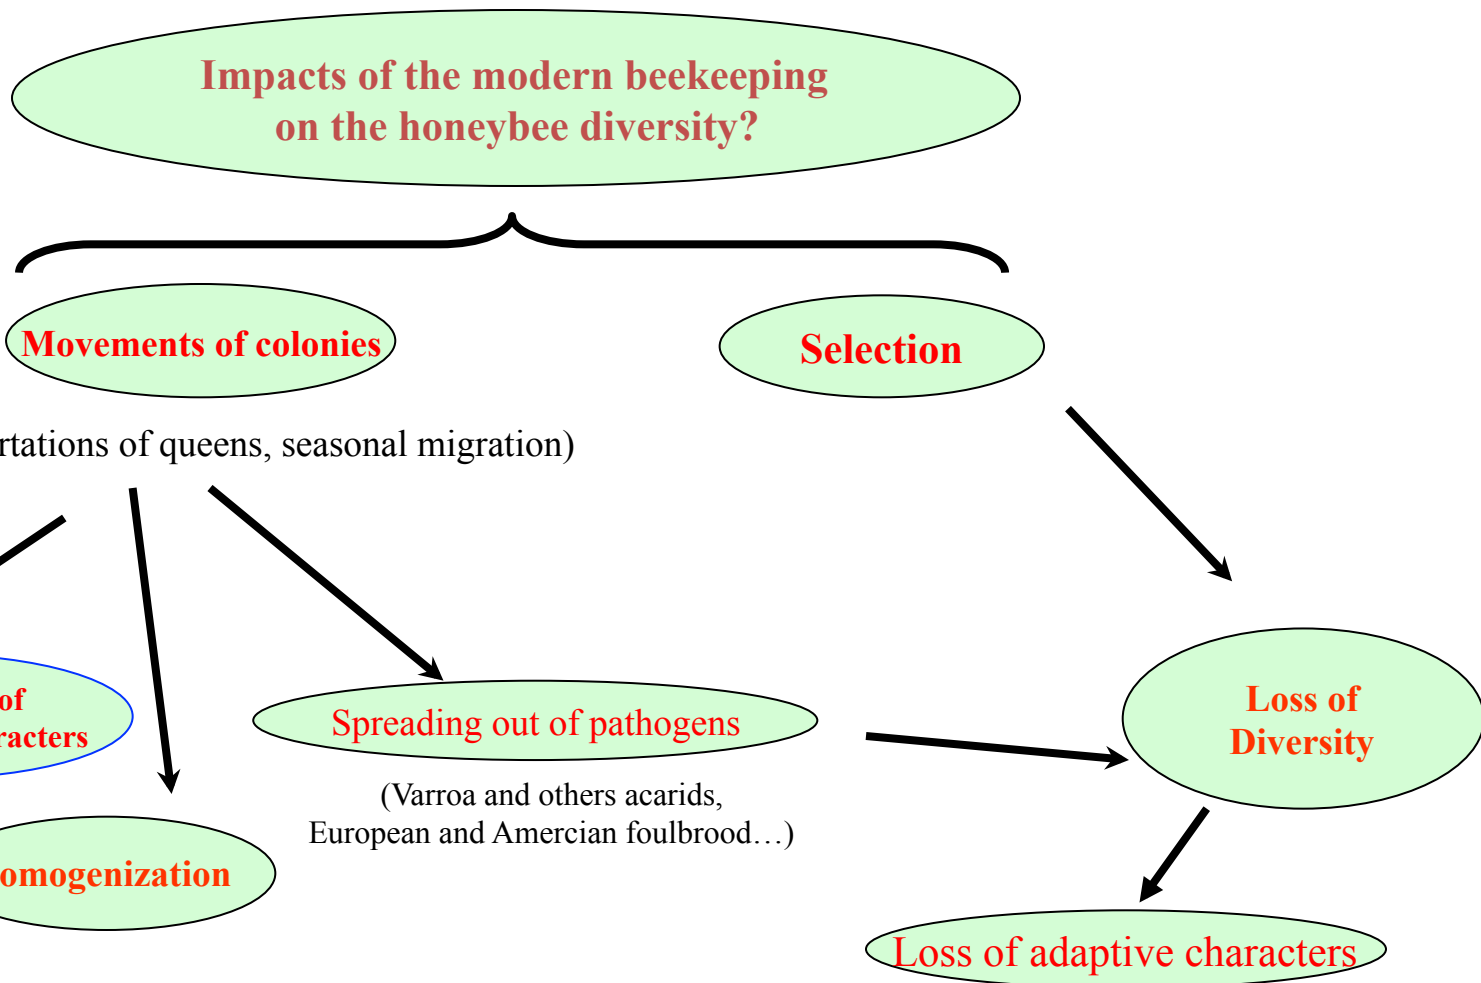 Impacts of the modern beekeeping
on the honeybee diversity?
Movements of colonies
Selection
rtations of queens, seasonal migration)
of
racters
Spreading out of pathogens
(Varroa and others acarids,
European and Amercian foulbrood…)
Loss of
Diversity
omogenization
Loss of adaptive characters